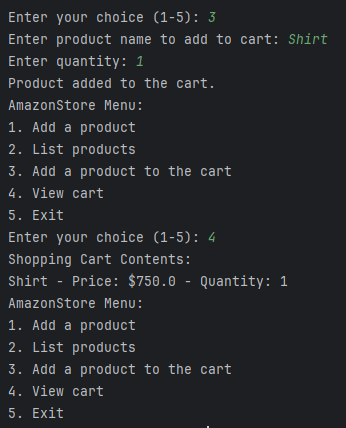 Enter your choice (1-5): 3
Enter product name to add to cart: Shirt
Enter quantity: 1
Product added to the cart.
AmazonStore Menu:
1. Add a product
2. List products
3. Add a product to the cart
4. View cart
5. Exit
Enter your choice (1-5): 4
Shopping Cart Contents:
Shirt - Price: $750.0 - Quantity: 1
AmazonStore Menu:
1. Add a product
2. List products
3. Add a product to the cart
4. View cart
5. Exit